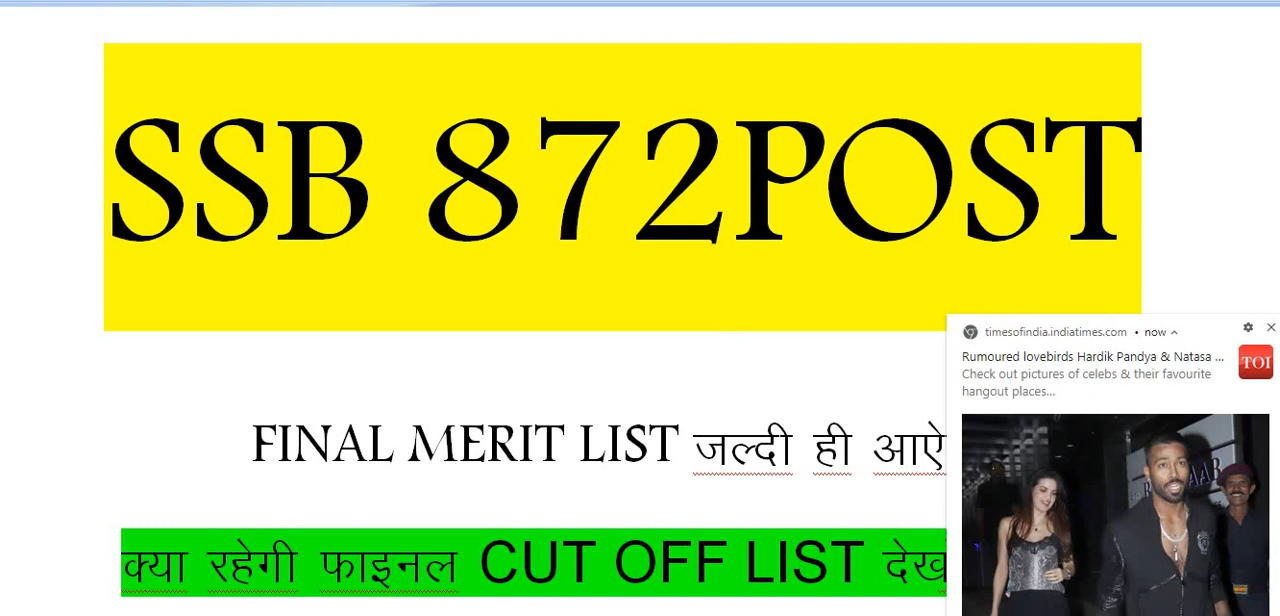 SSB 872POST
FINAL MERIT LIST जल्दी ही आऐ
क्या रहेगी फाइनल CUT OFF LIST
timesofindia.indiatimes.com • now
Rumoured lovebirds Hardik Pandya & Natasa ...
Check out pictures of celebs & their favourite
hangout places...
TOI